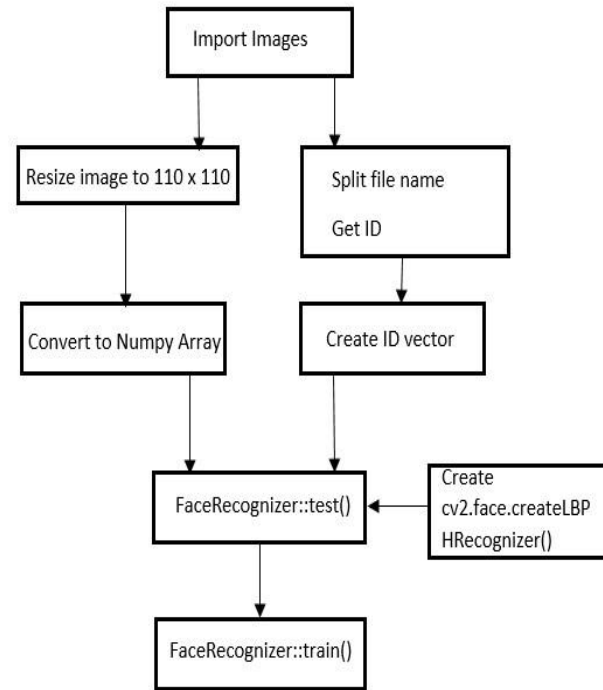 Import Images
Resize image to 110 x 110
Split file name
Get ID
Convert to Numpy Array
Create ID vector
FaceRecognizer::test()
Create
cv2.face.createLBP
HRecognizer()
FaceRecognizer::train()